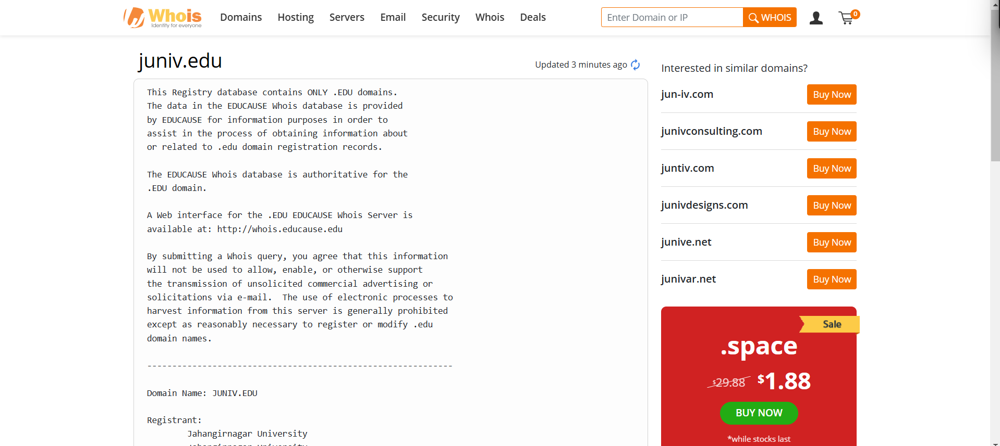 Whois
Identity for everyone
Domains Hosting Servers Email Security Whois Deals
Enter Domain or IP
WHOIS
0
juniv.edu
Updated 3 minutes ago
This Registry database contains ONLY .EDU domains.
The data in the EDUCAUSE Whois database is provided
by EDUCAUSE for information purposes in order to
assist in the process of obtaining information about
or related to .edu domain registration records.
The EDUCAUSE Whois database is authoritative for the
.EDU domain.
A Web interface for the .EDU EDUCAUSE Whois Server is
available at: http://whois.educause.edu
By submitting a Whois query, you agree that this information
will not be used to allow, enable, or otherwise support
the transmission of unsolicited commercial advertising or
solicitations via e-mail.  The use of electronic processes to
harvest information from this server is generally prohibited
except as reasonably necessary to register or modify .edu
domain names.
-------------------------------------------------------------
Domain Name: JUNIV.EDU
Registrant:
Jahangirnagar University
Jahangirnagar University
Interested in similar domains?
jun-iv.com Buy Now
junivconsulting.com Buy Now
juntiv.com Buy Now
junivdesigns.com Buy Now
junive.net Buy Now
junivar.net Buy Now
Sale
.space
$29.88 $1.88
BUY NOW
*while stocks last